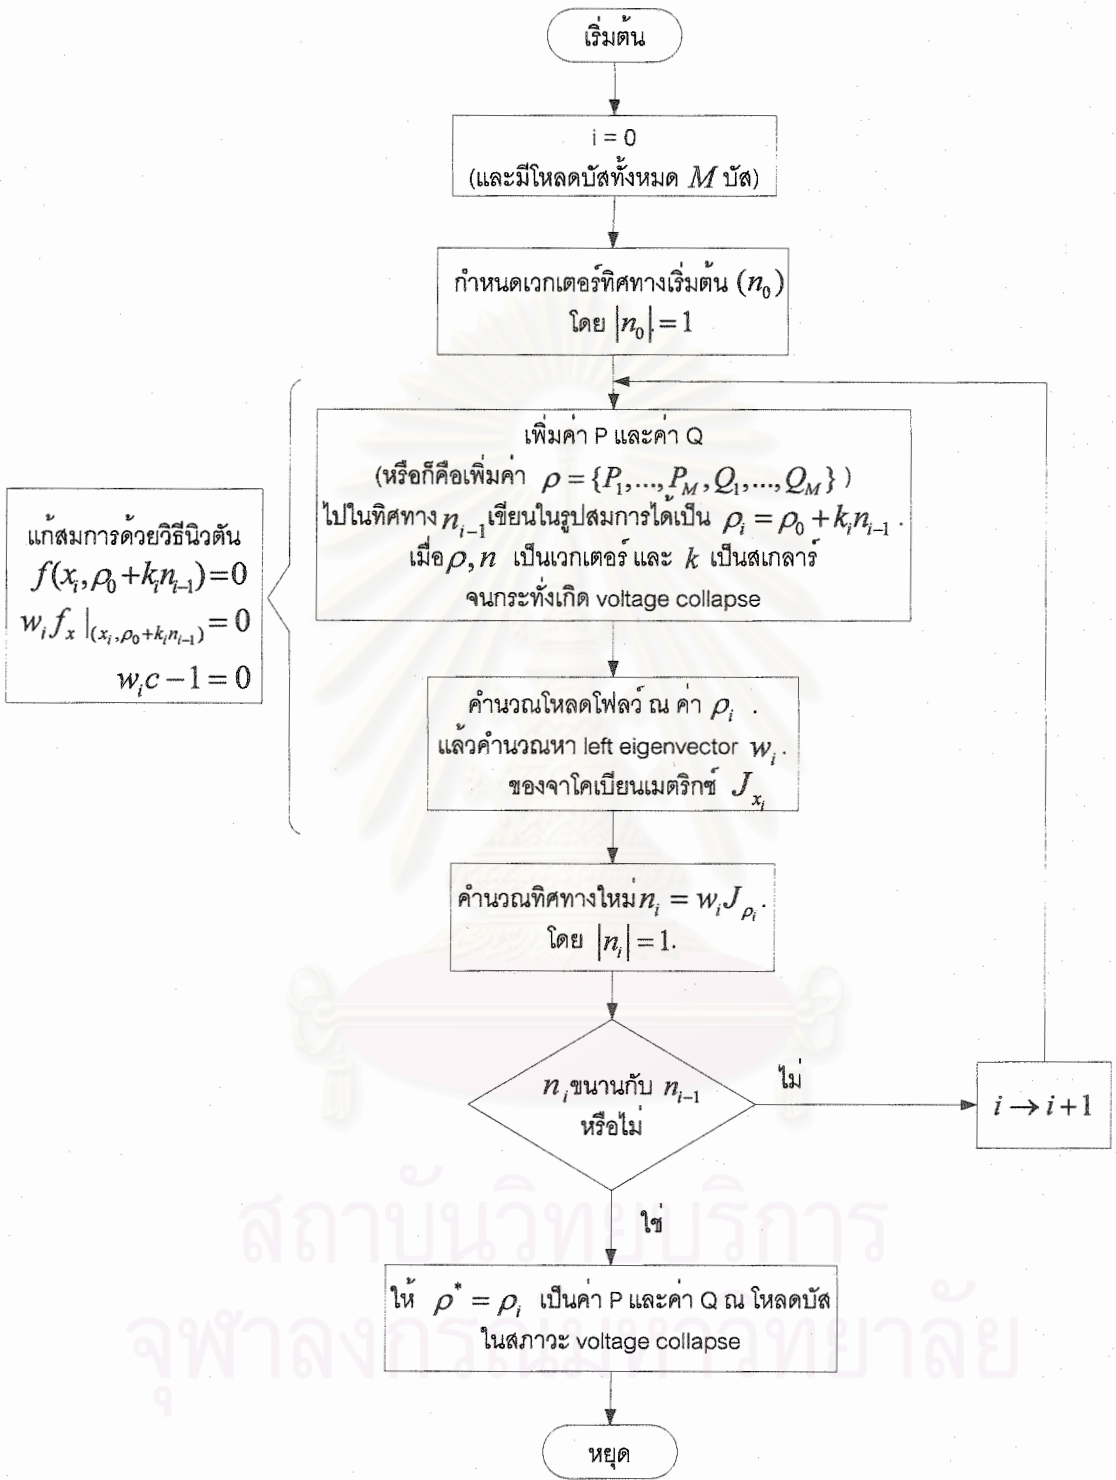 เริ่มต้น
i = 0
(และมีโหลดบัสทั้งหมด M บัส)
กำหนดเวกเตอร์ทิศทางเริ่มต้น (n₀)
โดย |n₀| = 1
เพิ่มค่า P และค่า Q
(หรือก็คือเพิ่มค่า ρ = {P₁,...,P_M,Q₁,...,Q_M} )
ไปในทิศทาง n_{i−1} เขียนในรูปสมการได้เป็น ρ_i = ρ₀ + k_i n_{i−1} .
เมื่อ ρ, n เป็นเวกเตอร์ และ k เป็นสเกลาร์
จนกระทั่งเกิด voltage collapse
แก้สมการด้วยวิธีนิวตัน
f(x_i, ρ₀ + k_i n_{i−1}) = 0
w_i f_x |_{(x_i, ρ₀ + k_i n_{i−1})} = 0
w_i c − 1 = 0
คำนวณโหลดโฟลว์ ณ ค่า ρ_i .
แล้วคำนวณหา left eigenvector w_i .
ของจาโคเบียนเมตริกซ์ J_{x_i}
คำนวณทิศทางใหม่ n_i = w_i J_{ρ_i} .
โดย |n_i| = 1.
n_i ขนานกับ n_{i−1}
หรือไม่
ไม่
i → i + 1
ใช่
ให้ ρ* = ρ_i เป็นค่า P และค่า Q ณ โหลดบัส
ในสภาวะ voltage collapse
หยุด
สถาบันวิทยบริการ
จุฬาลงกรณ์มหาวิทยาลัย